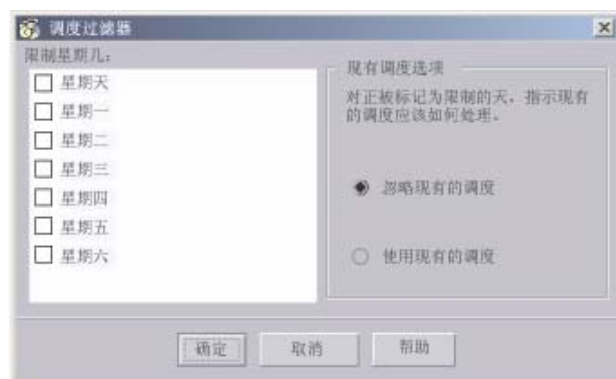 调度过滤器
限制星期几:
星期天
星期一
星期二
星期三
星期四
星期五
星期六
现有调度选项
对正被标记为限制的天，指示现有
的调度应该如何处理。
忽略现有的调度
使用现有的调度
确定
取消
帮助